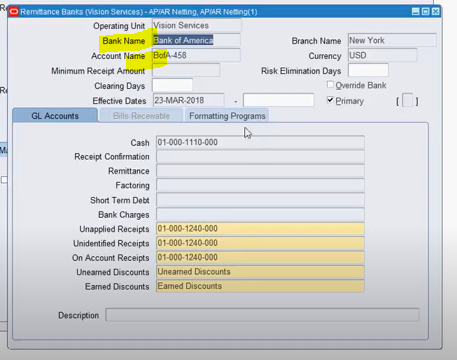 Remittance Banks (Vision Services) - AP/AR Netting, AP/AR Netting(1)
Operating Unit Vision Services
Bank Name Bank of America Branch Name New York
Account Name BofA-458 Currency USD
Minimum Receipt Amount Risk Elimination Days
Clearing Days Override Bank
Effective Dates 23-MAR-2018 - Primary [ ]
GL Accounts Bills Receivable Formatting Programs
Cash 01-000-1110-000
Receipt Confirmation
Remittance
Factoring
Short Term Debt
Bank Charges
Unapplied Receipts 01-000-1240-000
Unidentified Receipts 01-000-1240-000
On Account Receipts 01-000-1240-000
Unearned Discounts Unearned Discounts
Earned Discounts Earned Discounts
Description